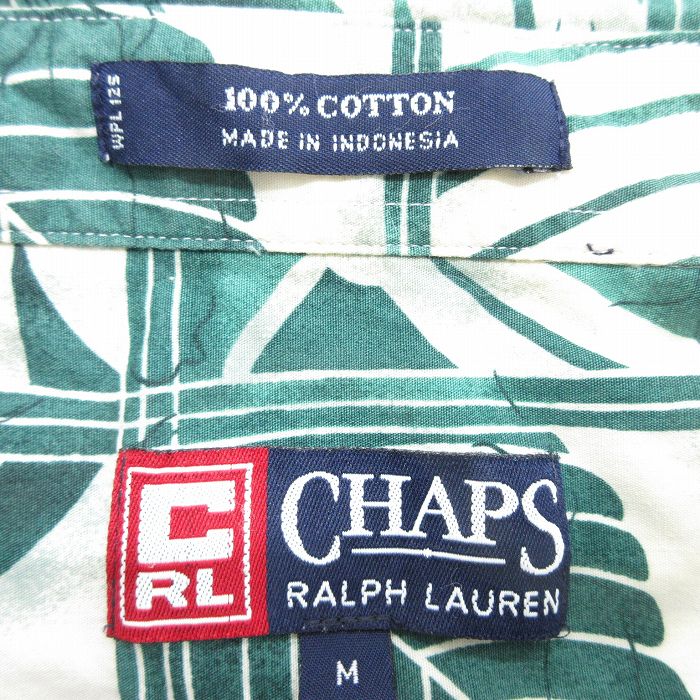 WPL 125
100% COTTON
MADE IN INDONESIA
C
RL
CHAPS
RALPH LAUREN
M